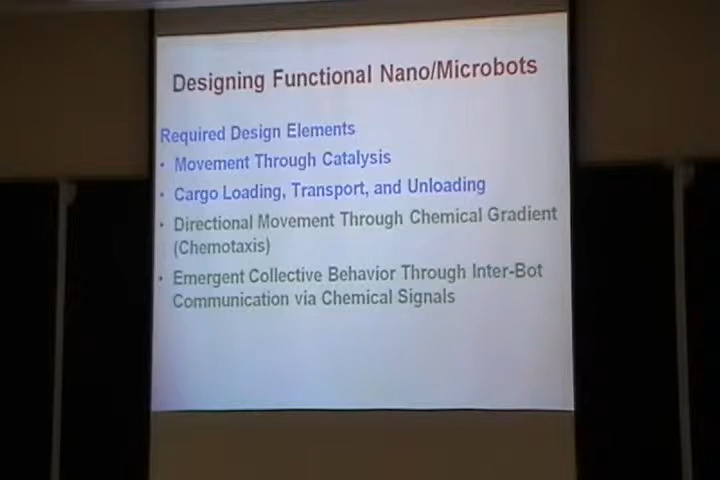 Designing Functional Nano/Microbots
Required Design Elements
• Movement Through Catalysis
• Cargo Loading, Transport, and Unloading
• Directional Movement Through Chemical Gradient
(Chemotaxis)
• Emergent Collective Behavior Through Inter-Bot
Communication via Chemical Signals